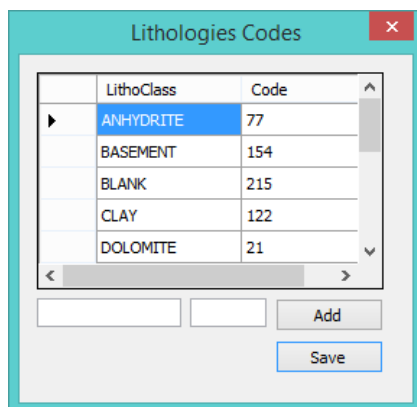 Lithologies Codes
LithoClass Code
ANHYDRITE 77
BASEMENT 154
BLANK 215
CLAY 122
DOLOMITE 21
Add
Save